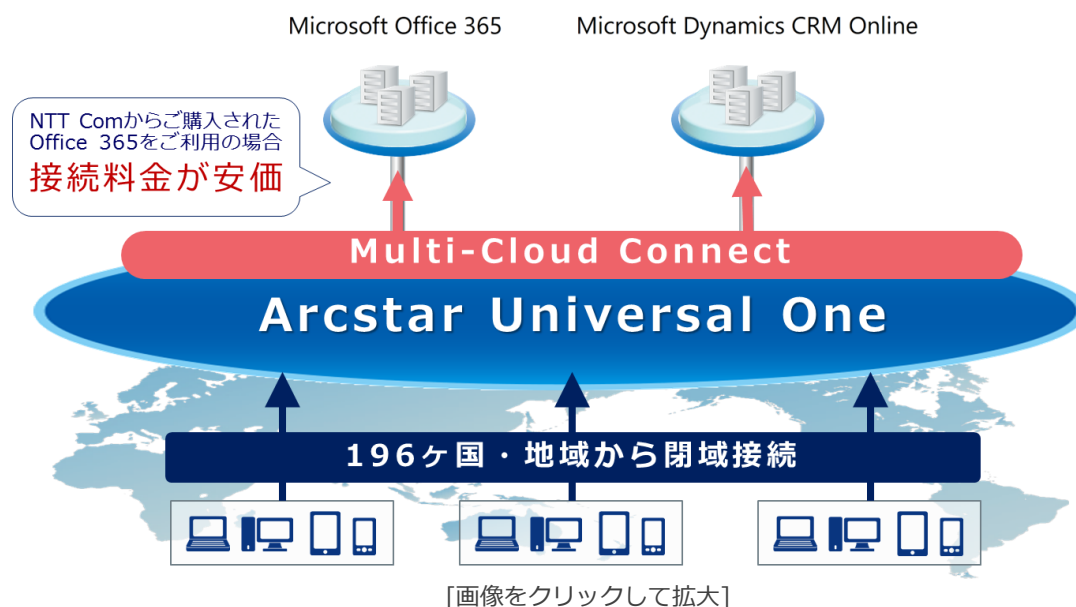 Microsoft Office 365
Microsoft Dynamics CRM Online
NTT Comからご購入された
Office 365をご利用の場合
接続料金が安価
Multi-Cloud Connect
Arcstar Universal One
196ヶ国・地域から閉域接続
[画像をクリックして拡大]